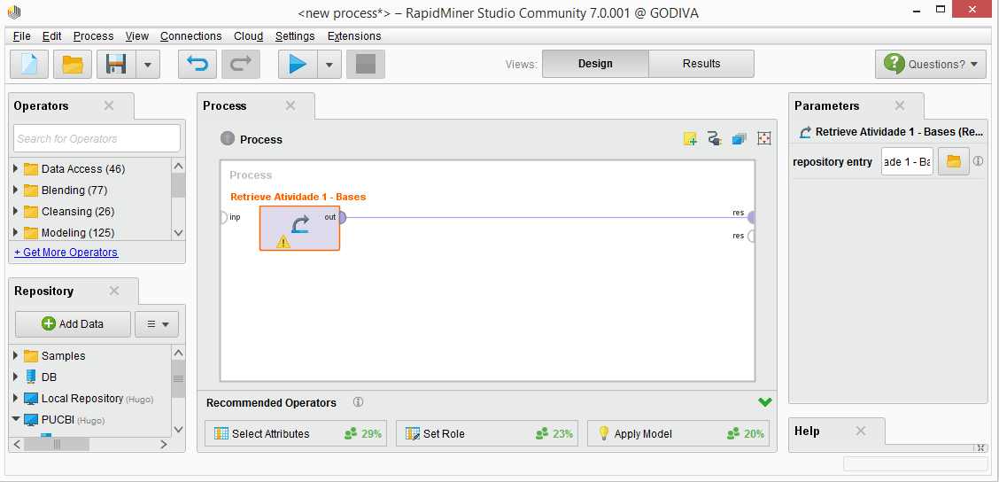 <new process*> – RapidMiner Studio Community 7.0.001 @ GODIVA
File Edit Process View Connections Cloud Settings Extensions
Views: Design Results Questions?
Operators
Search for Operators
Data Access (46)
Blending (77)
Cleansing (26)
Modeling (125)
+ Get More Operators
Repository
Add Data
Samples
DB
Local Repository (Hugo)
PUCBI (Hugo)
Process
Process
Process
Retrieve Atividade 1 - Bases
inp out res
res
Recommended Operators
Select Attributes 29% Set Role 23% Apply Model 20%
Parameters
Retrieve Atividade 1 - Bases (Re...
repository entry ade 1 - Ba
Help